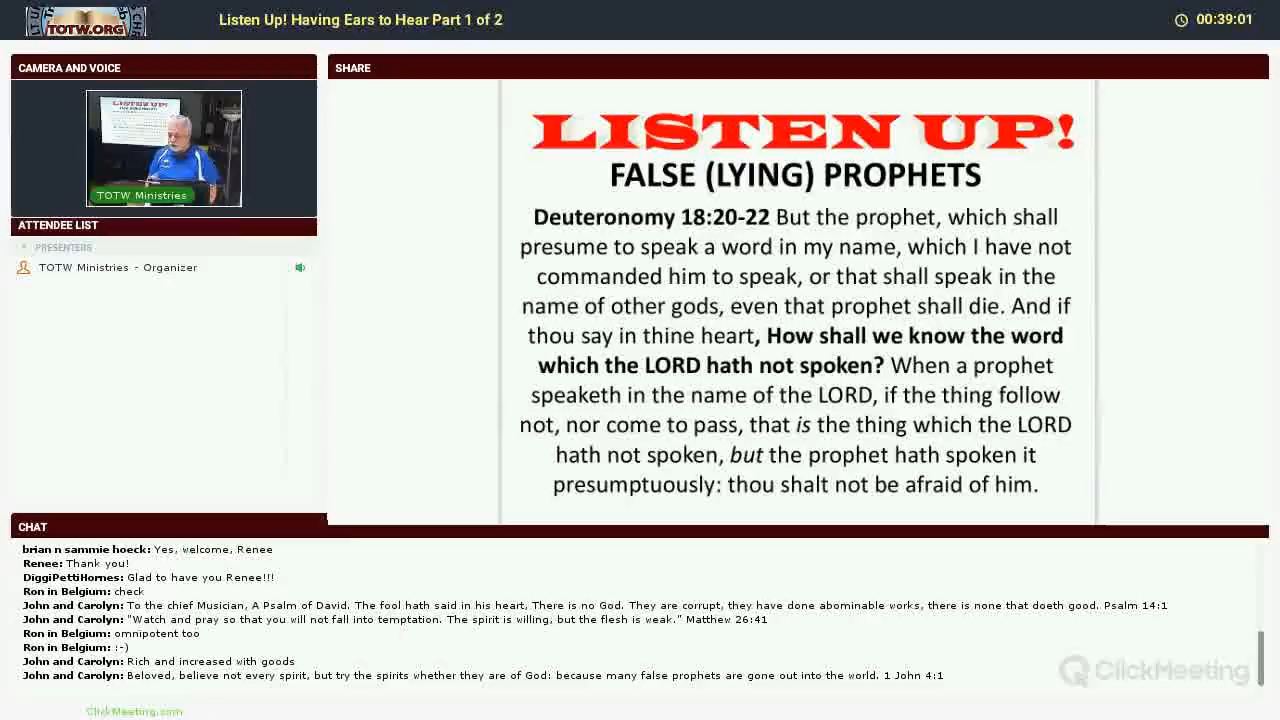 TOTW.ORG
Listen Up! Having Ears to Hear Part 1 of 2
00:39:01
CAMERA AND VOICE
SHARE
LISTEN UP!
TOTW Ministries
ATTENDEE LIST
PRESENTERS
TOTW Ministries - Organizer
LISTEN UP!
FALSE (LYING) PROPHETS
Deuteronomy 18:20-22 But the prophet, which shall
presume to speak a word in my name, which I have not
commanded him to speak, or that shall speak in the
name of other gods, even that prophet shall die. And if
thou say in thine heart, How shall we know the word
which the LORD hath not spoken? When a prophet
speaketh in the name of the LORD, if the thing follow
not, nor come to pass, that is the thing which the LORD
hath not spoken, but the prophet hath spoken it
presumptuously: thou shalt not be afraid of him.
CHAT
brian n sammie hoeck: Yes, welcome, Renee
Renee: Thank you!
DiggiPettiHornes: Glad to have you Renee!!!
Ron in Belgium: check
John and Carolyn: To the chief Musician, A Psalm of David. The fool hath said in his heart, There is no God. They are corrupt, they have done abominable works, there is none that doeth good. Psalm 14:1
John and Carolyn: "Watch and pray so that you will not fall into temptation. The spirit is willing, but the flesh is weak." Matthew 26:41
Ron in Belgium: omnipotent too
Ron in Belgium: :-)
John and Carolyn: Rich and increased with goods
John and Carolyn: Beloved, believe not every spirit, but try the spirits whether they are of God: because many false prophets are gone out into the world. 1 John 4:1
ClickMeeting
ClickMeeting.com